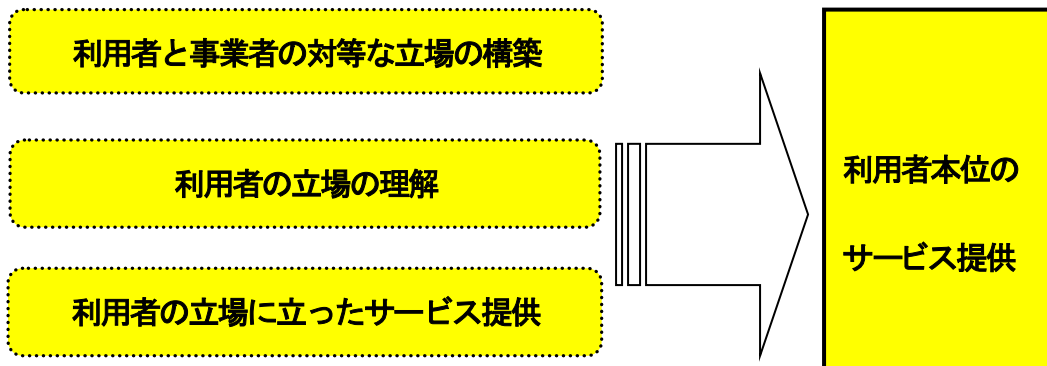 利用者と事業者の対等な立場の構築
利用者の立場の理解
利用者の立場に立ったサービス提供
利用者本位の
サービス提供